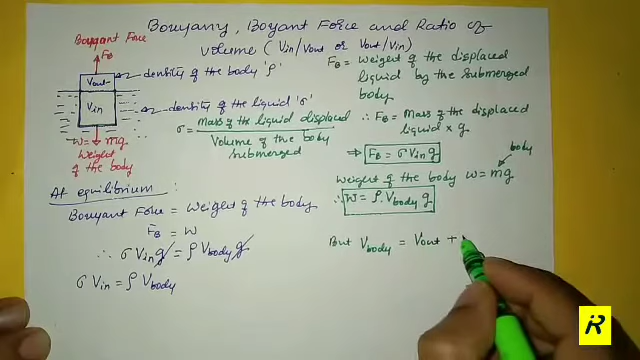 Bouyany, Boyant Force and Ratio of
volume (Vin/Vout or Vout/Vin)
Bouyant Force
FB
Vout
density of the body 'ρ'
Vin
density of the liquid 'σ'
w = mg
Weight
of the body
σ = Mass of the liquid displaced
Volume of the body
submerged
FB = Weight of the displaced
liquid by the submerged
body
∴ FB = Mass of the displaced
liquid × g
⇒ FB = σ Vin g
body
Weight of the body w = mg
∴ W = ρ. Vbody g
At equilibrium :
Bouyant Force = Weight of the body
FB = W
∴ σ Vin g = ρ Vbody g
σ Vin = ρ Vbody
But Vbody = Vout +
iR